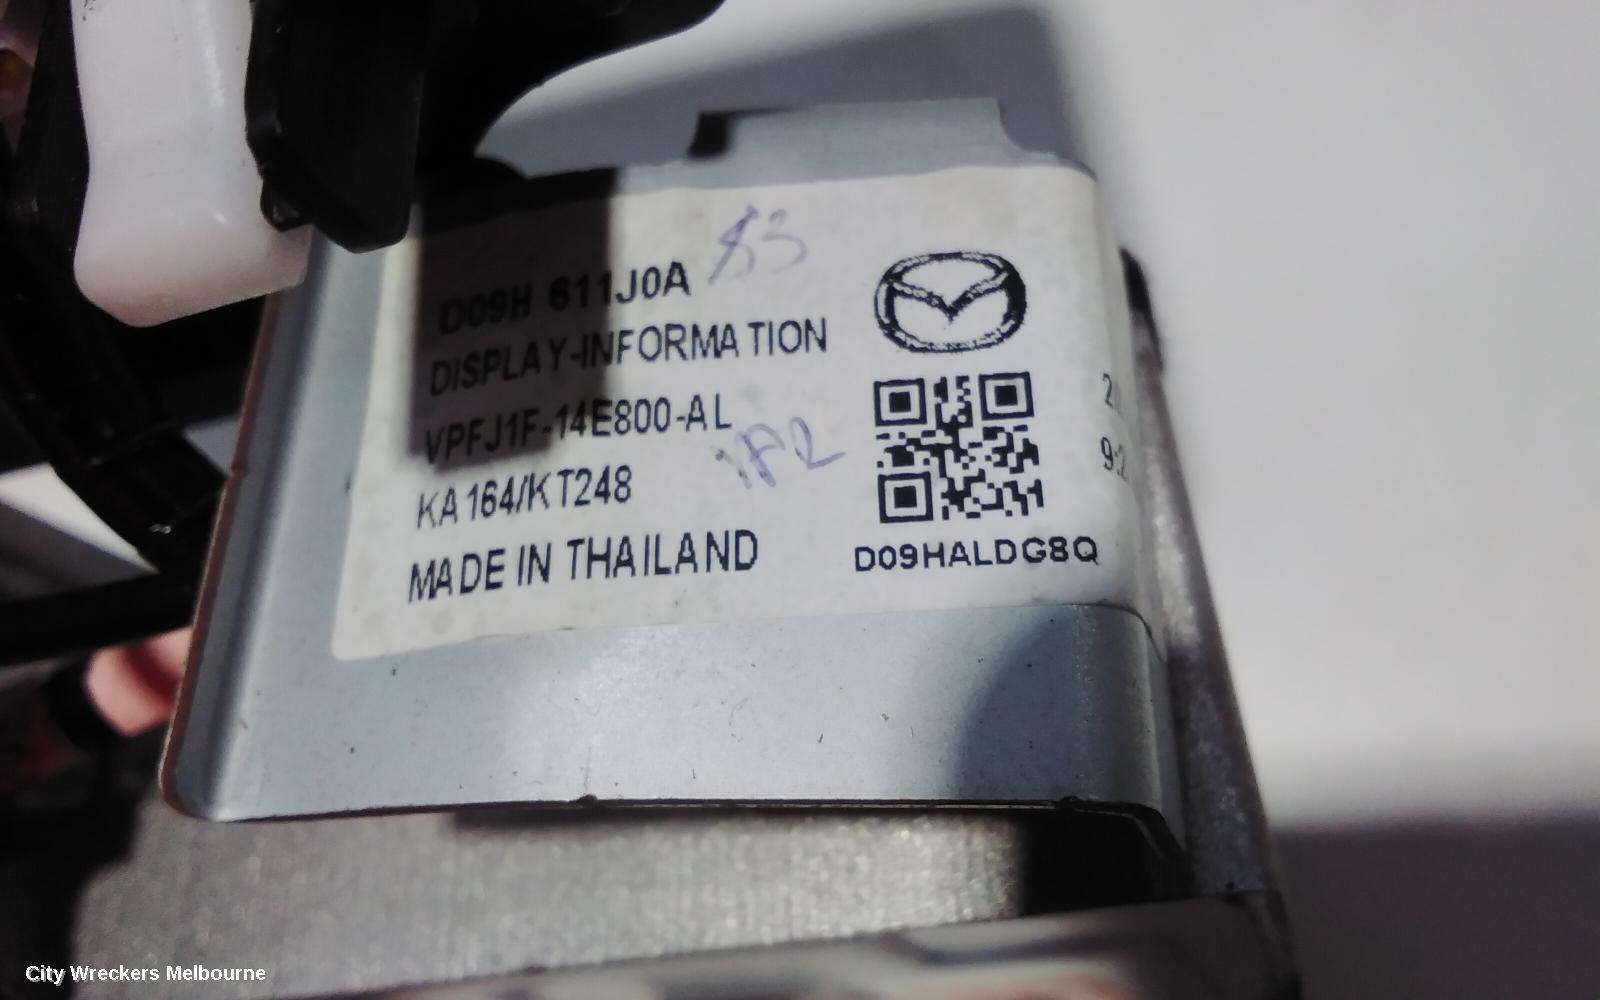 D09H 611J0A
DISPLAY-INFORMATION
VPFJ1F-14E800-AL
KA164/KT248
MADE IN THAILAND
D09HALDG8Q
City Wreckers Melbourne